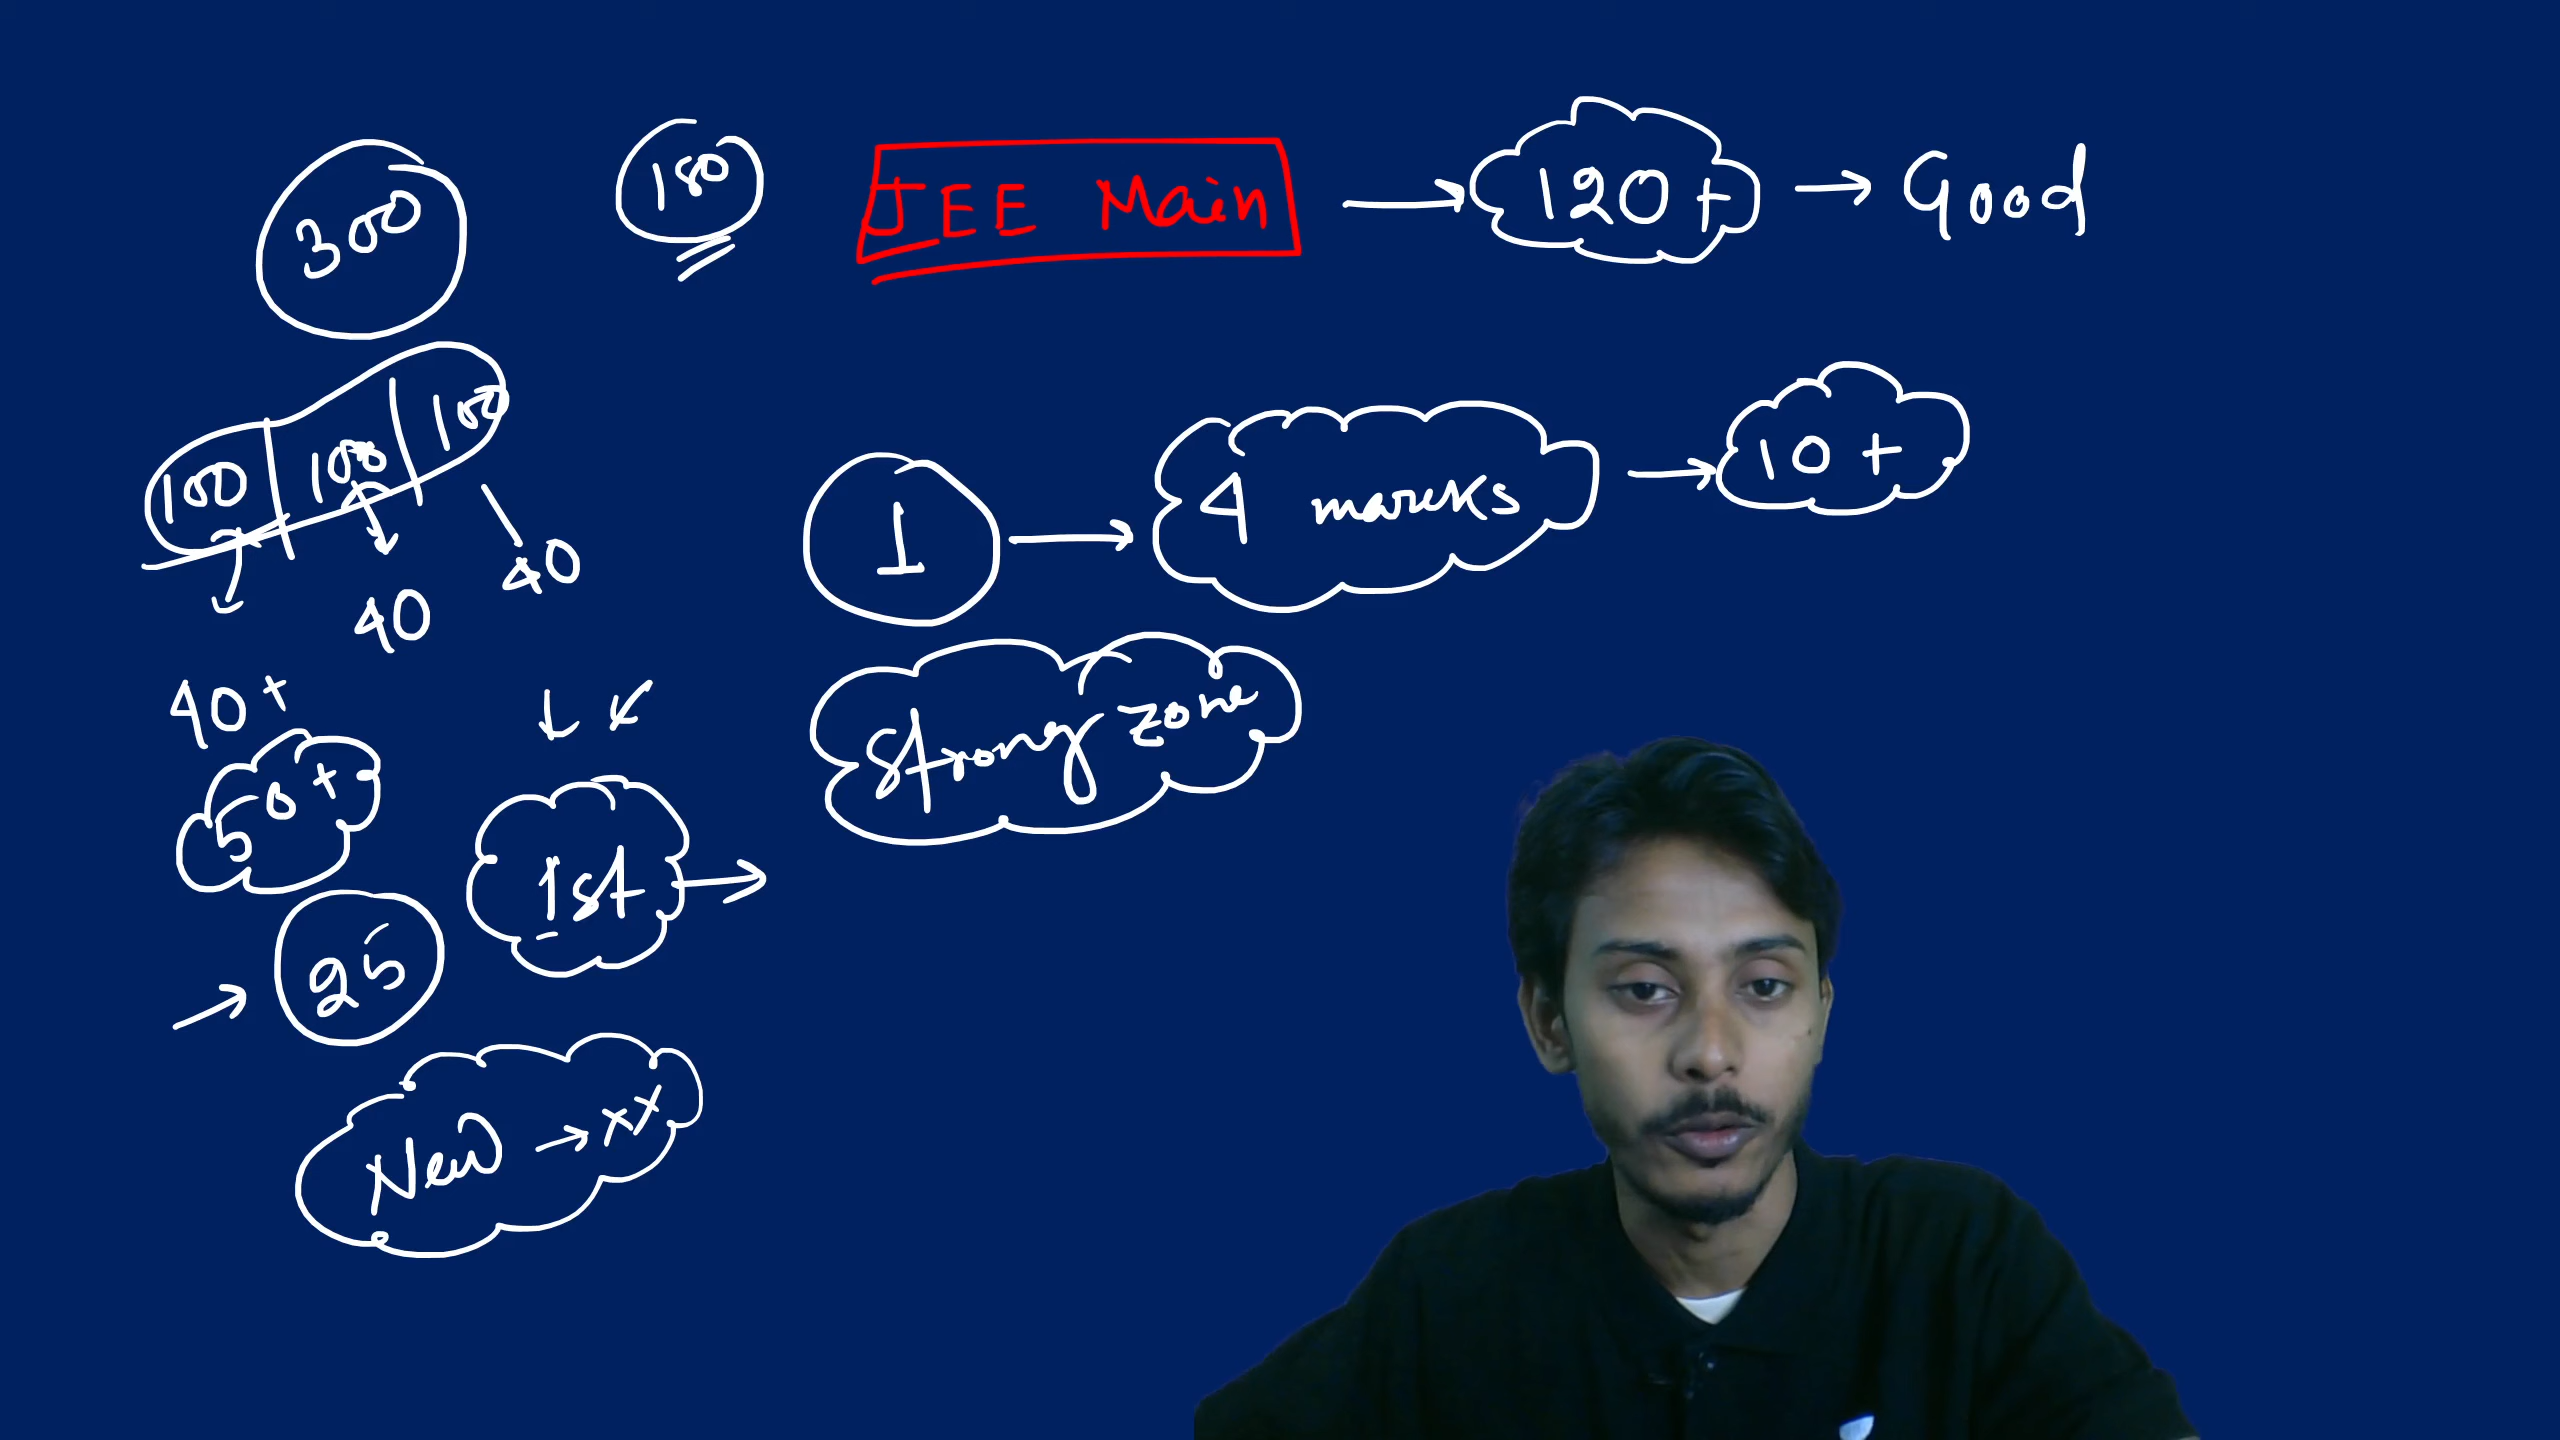 300
180
JEE Main → 120+ → Good
100 | 100 | 100
40
40
40+
50+
1 → 4 marks → 10+
Strong zone
1st →
→ 25
New → xx